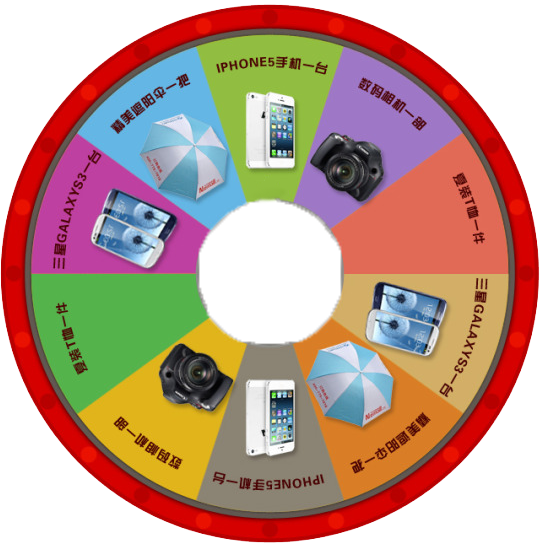 IPHONE5手机一台
数码相机一部
夏装T恤一件
三星GALAXYS3一台
精美遮阳伞一把
IPHONE5手机一台
数码相机一部
夏装T恤一件
三星GALAXYS3一台
精美遮阳伞一把